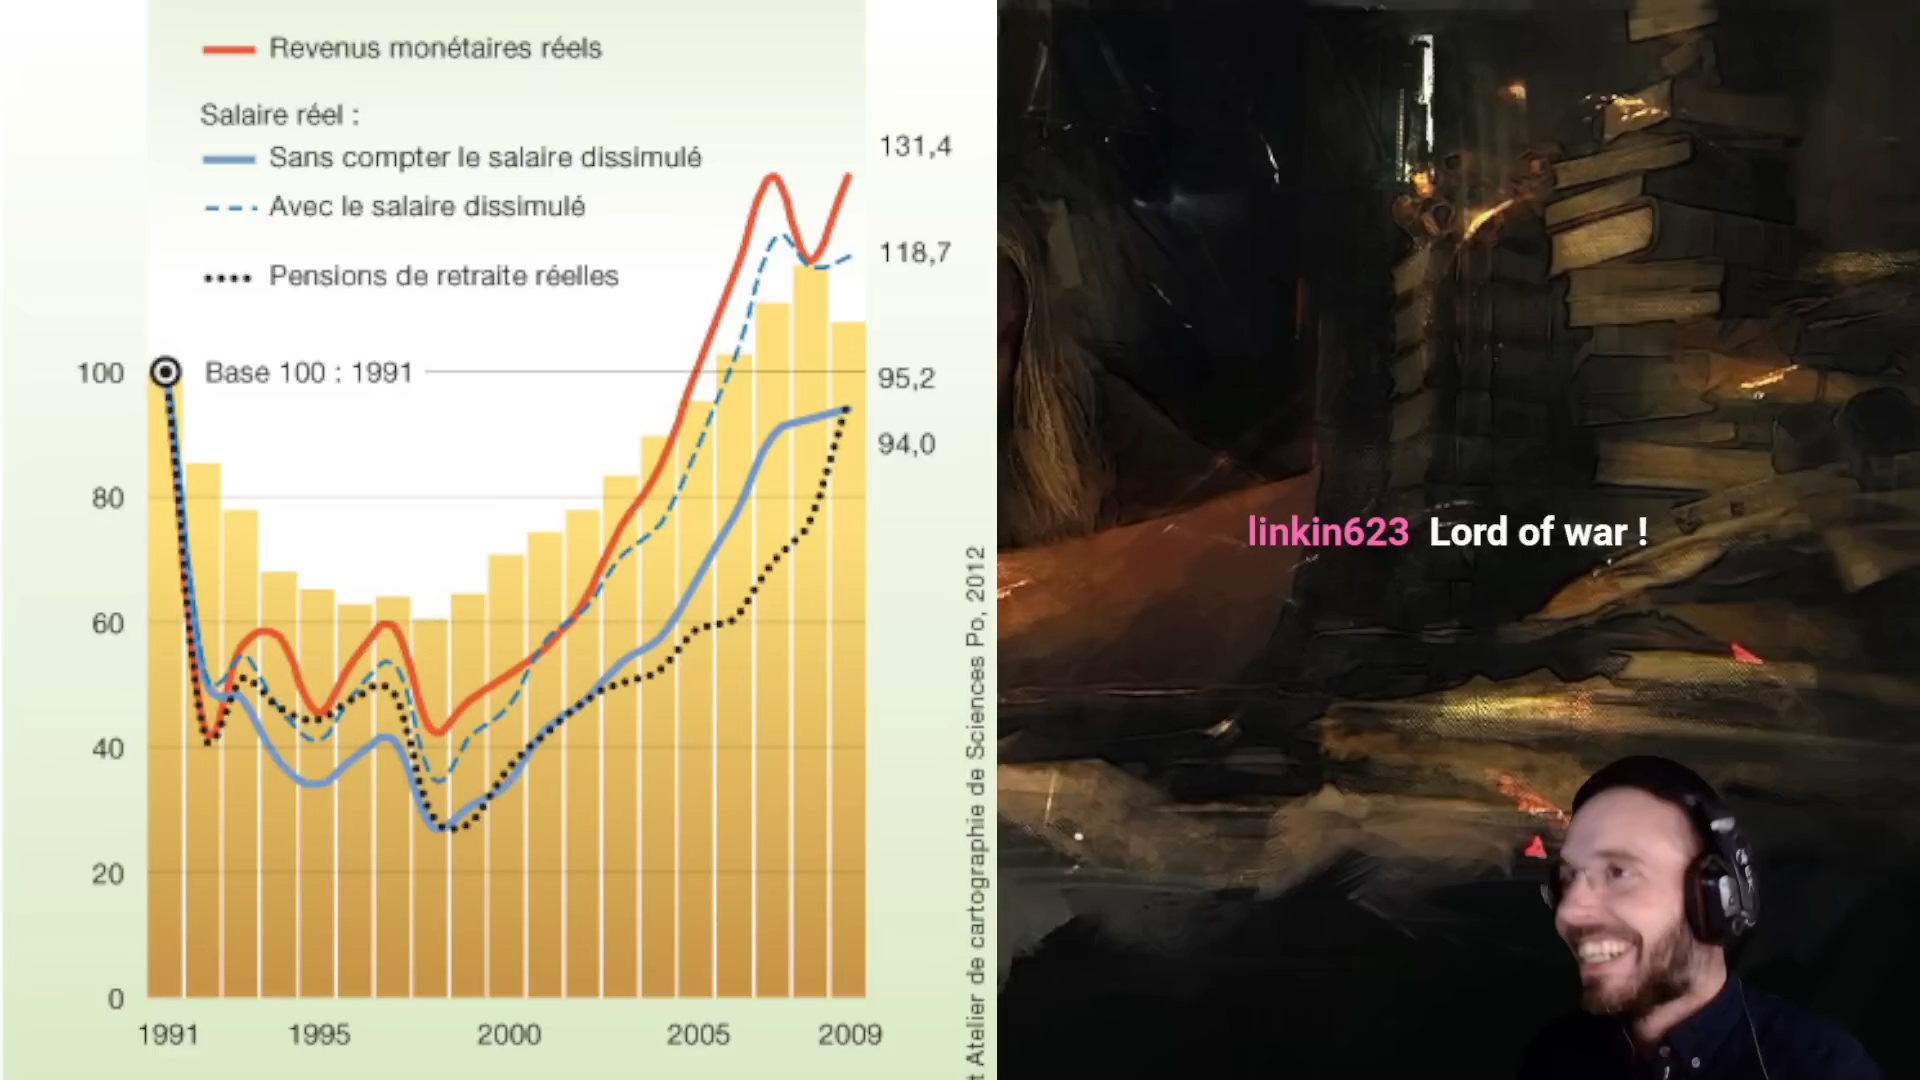 Revenus monétaires réels
Salaire réel :
Sans compter le salaire dissimulé
Avec le salaire dissimulé
Pensions de retraite réelles
Base 100 : 1991
100
80
60
40
20
0
1991
1995
2000
2005
2009
131,4
118,7
95,2
94,0
t Atelier de cartographie de Sciences Po, 2012
linkin623 Lord of war !